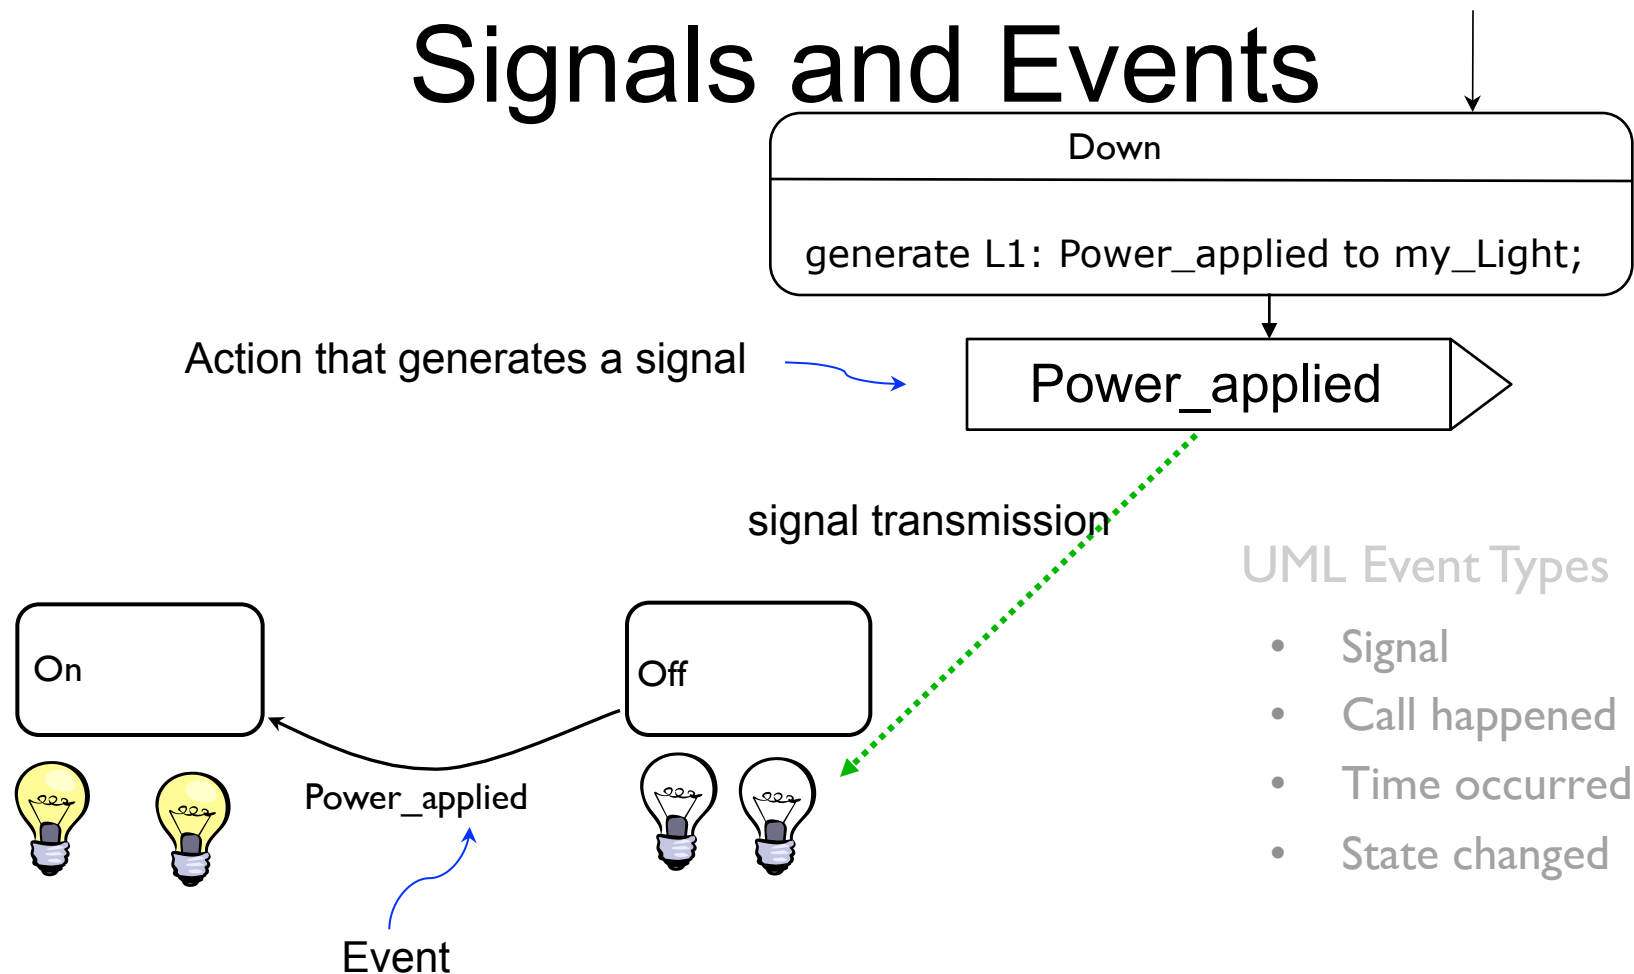 Signals and Events
Down
generate L1: Power_applied to my_Light;
Action that generates a signal
Power_applied
signal transmission
UML Event Types
• Signal
• Call happened
• Time occurred
• State changed
On
Off
Power_applied
Event